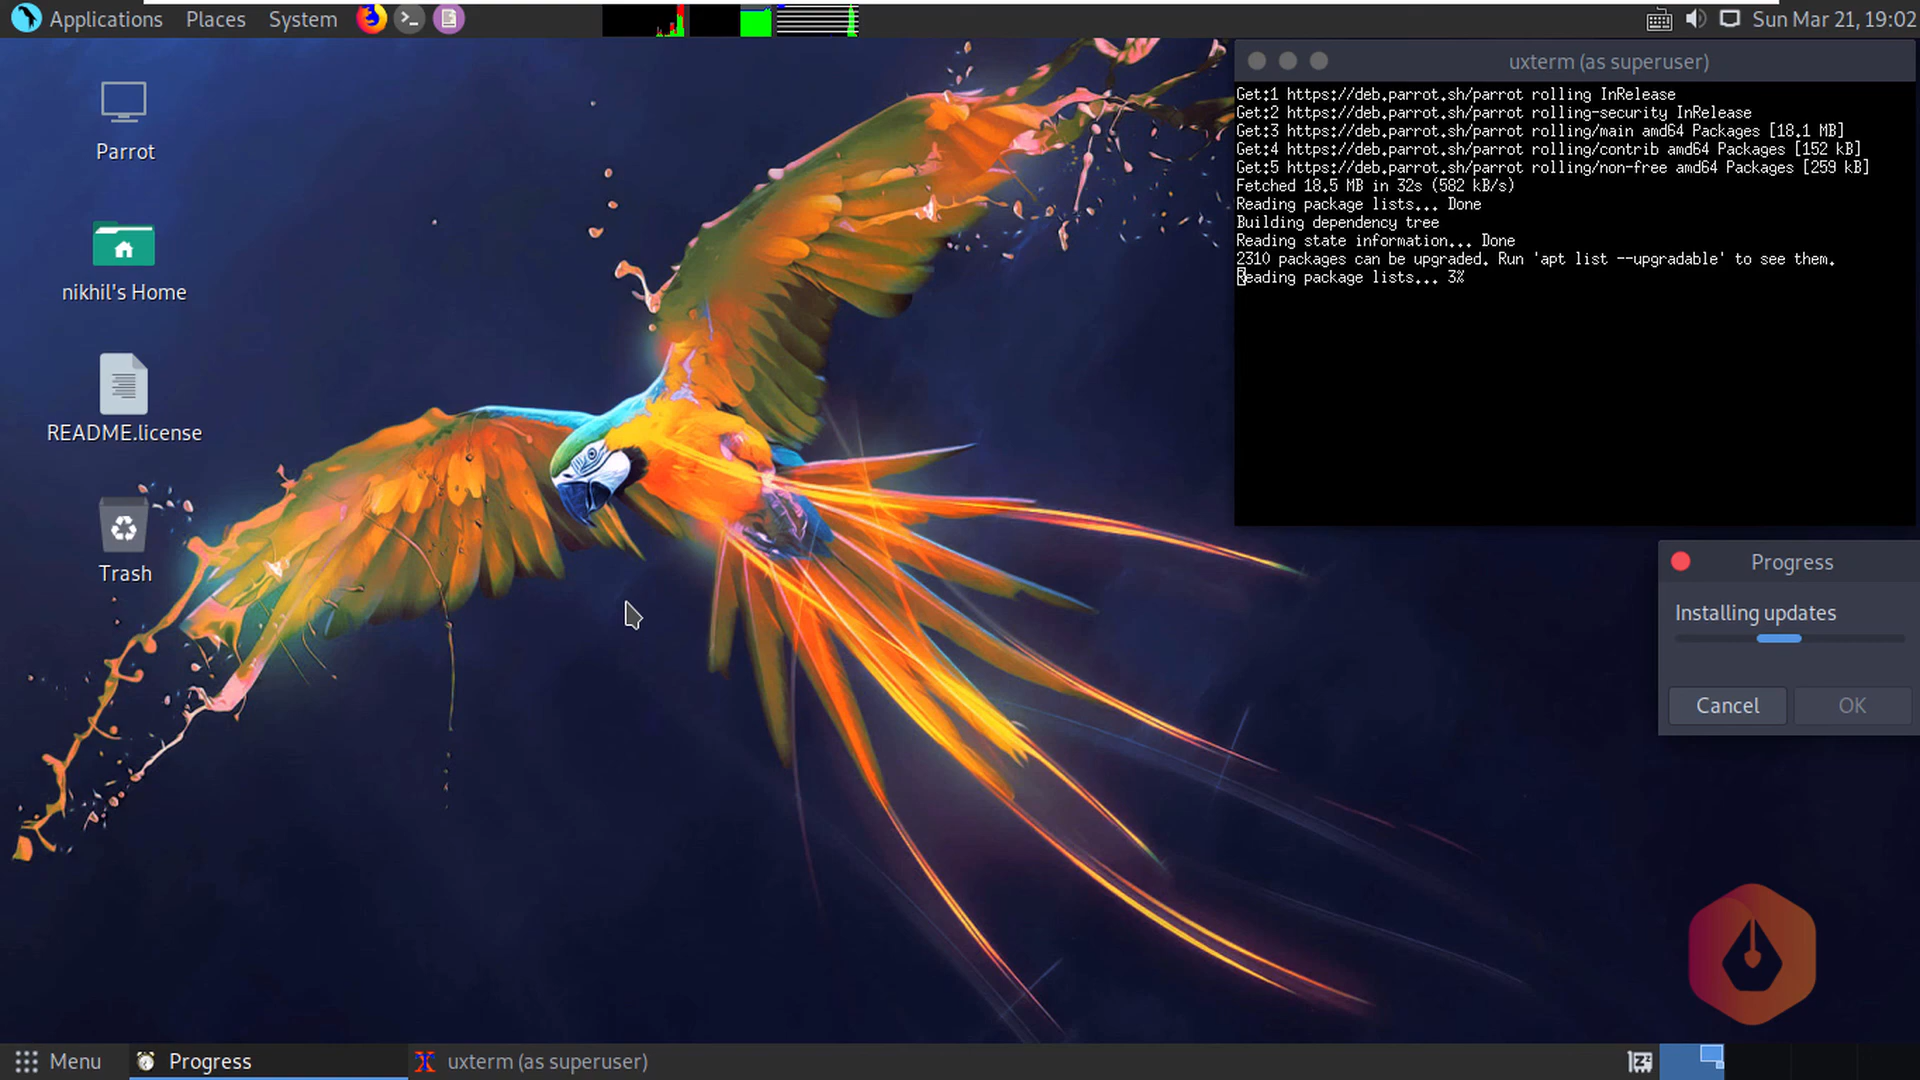 Applications Places System
Sun Mar 21, 19:02
Parrot
nikhil's Home
README.license
Trash
uxterm (as superuser)
Get:1 https://deb.parrot.sh/parrot rolling InRelease
Get:2 https://deb.parrot.sh/parrot rolling-security InRelease
Get:3 https://deb.parrot.sh/parrot rolling/main amd64 Packages [18.1 MB]
Get:4 https://deb.parrot.sh/parrot rolling/contrib amd64 Packages [152 kB]
Get:5 https://deb.parrot.sh/parrot rolling/non-free amd64 Packages [259 kB]
Fetched 18.5 MB in 32s (582 kB/s)
Reading package lists... Done
Building dependency tree
Reading state information... Done
2310 packages can be upgraded. Run 'apt list --upgradable' to see them.
Reading package lists... 3%
Progress
Installing updates
Cancel OK
Menu Progress uxterm (as superuser)